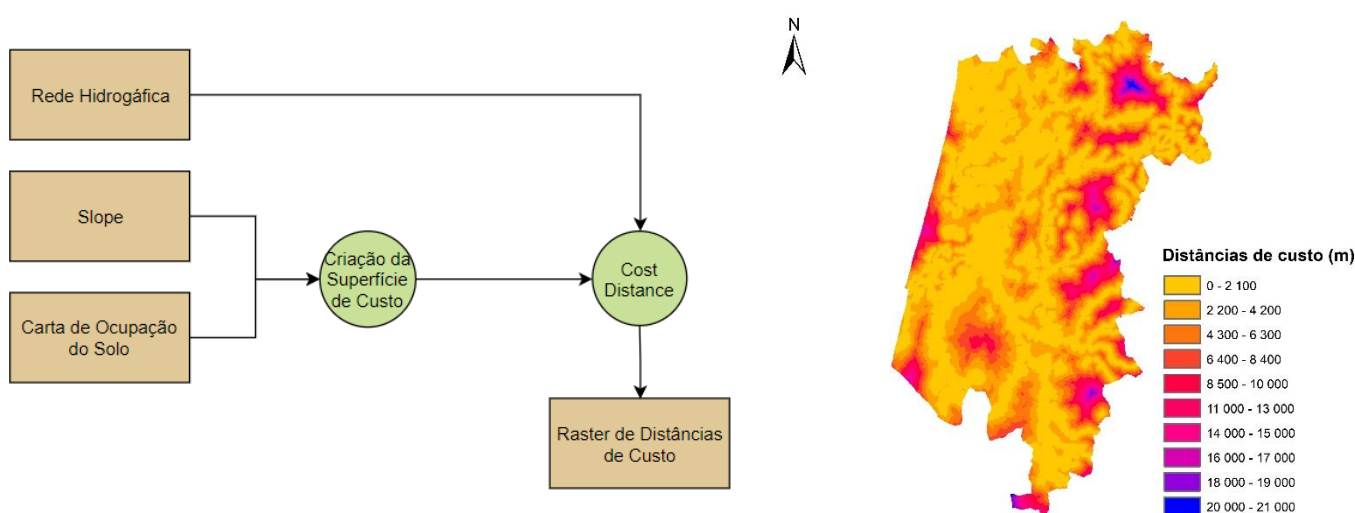 Rede Hidrogáfica
Slope
Carta de Ocupação
do Solo
Criação da
Superfície
de Custo
Cost
Distance
Raster de Distâncias
de Custo
N
Distâncias de custo (m)
0 - 2 100
2 200 - 4 200
4 300 - 6 300
6 400 - 8 400
8 500 - 10 000
11 000 - 13 000
14 000 - 15 000
16 000 - 17 000
18 000 - 19 000
20 000 - 21 000